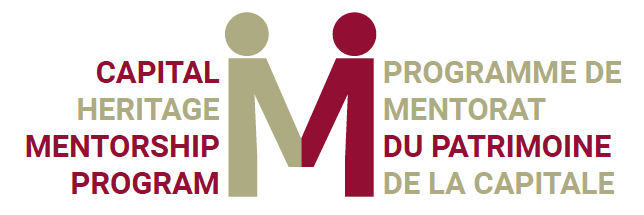 CAPITAL
HERITAGE
MENTORSHIP
PROGRAM
PROGRAMME DE
MENTORAT
DU PATRIMOINE
DE LA CAPITALE